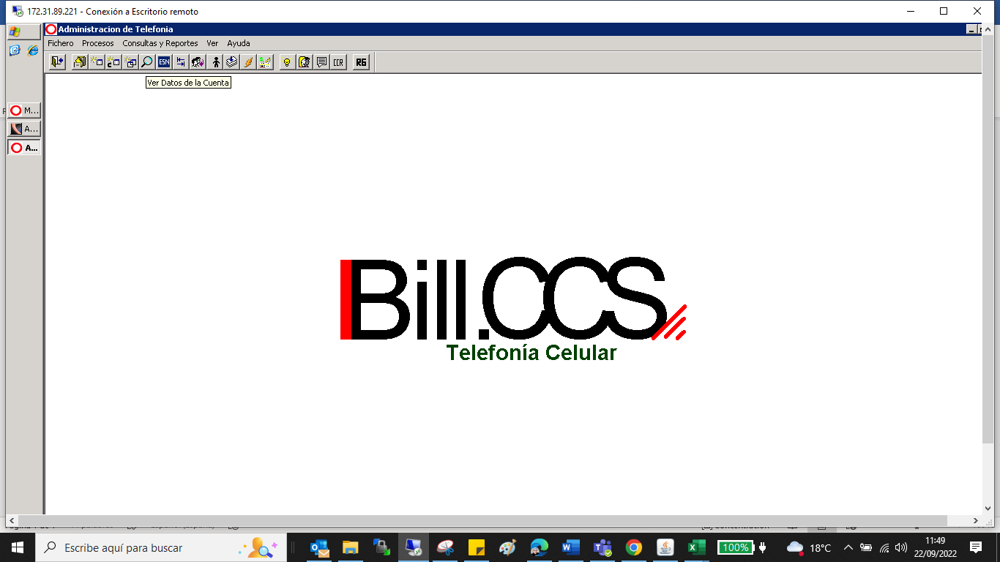 172.31.89.221 - Conexión a Escritorio remoto
Administracion de Telefonia
Fichero Procesos Consultas y Reportes Ver Ayuda
ESN CCR R6
Ver Datos de la Cuenta
M...
A...
A...
Bill.CCS
Telefonía Celular
Escribe aquí para buscar
100%
18°C
11:49
22/09/2022